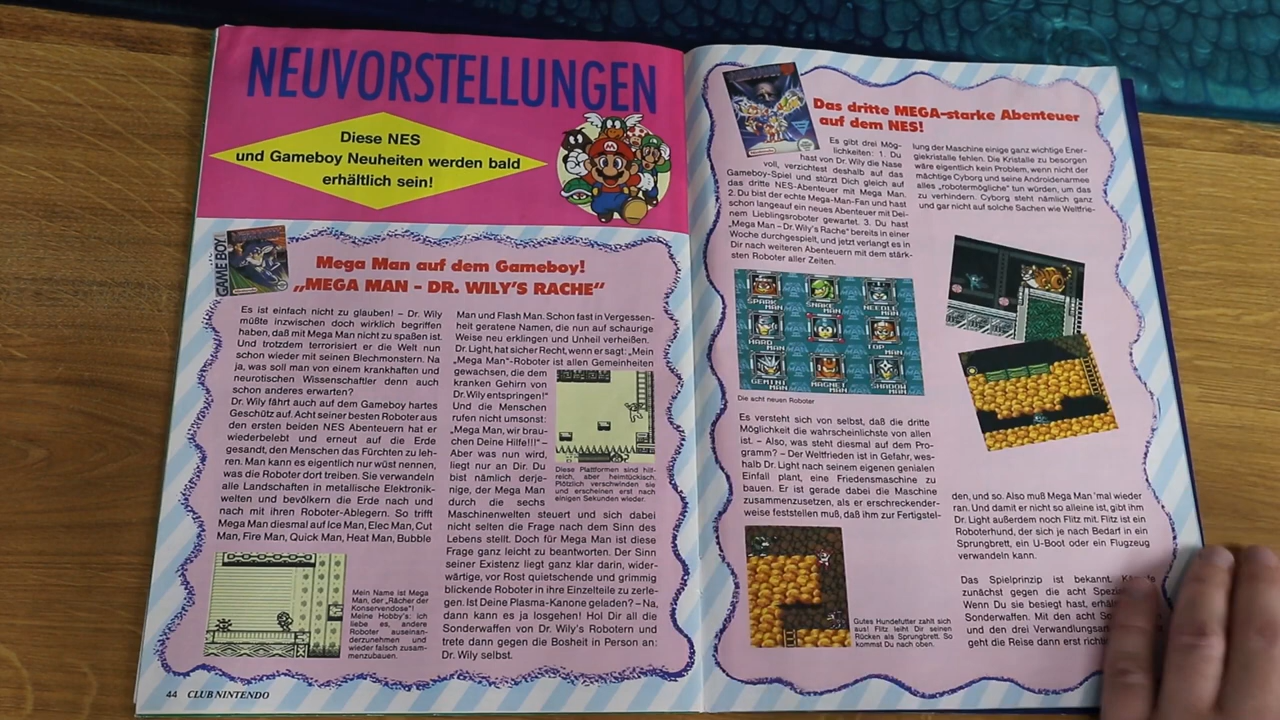 NEUVORSTELLUNGEN
Diese NES
und Gameboy Neuheiten werden bald
erhältlich sein!
GAME BOY
Mega Man auf dem Gameboy!
„MEGA MAN - DR. WILY'S RACHE“
Es ist einfach nicht zu glauben! – Dr. Wily
müßte inzwischen doch wirklich begriffen
haben, daß mit Mega Man nicht zu spaßen ist.
Und trotzdem terrorisiert er die Welt nun
schon wieder mit seinen Blechmonstern. Na
ja, was soll man von einem krankhaften und
neurotischen Wissenschaftler denn auch
schon anderes erwarten?
Dr. Wily fährt auch auf dem Gameboy hartes
Geschütz auf. Acht seiner besten Roboter aus
den ersten beiden NES Abenteuern hat er
wiederbelebt und erneut auf die Erde
gesandt, den Menschen das Fürchten zu leh-
ren. Man kann es eigentlich nur wüst nennen,
was die Roboter dort treiben. Sie verwandeln
alle Landschaften in metallische Elektronik-
welten und bevölkern die Erde nach und
nach mit ihren Roboter-Ablegern. So trifft
Mega Man diesmal auf Ice Man, Elec Man, Cut
Man, Fire Man, Quick Man, Heat Man, Bubble
Mein Name ist Mega
Man, der „Rächer der
Konservendose“!
Meine Hobby's: ich
liebe es, andere
Roboter auseinan-
derzunehmen und
wieder falsch zusam-
menzubauen.
Man und Flash Man. Schon fast in Vergessen-
heit geratene Namen, die nun auf schaurige
Weise neu erklingen und Unheil verheißen.
Dr. Light, hat sicher Recht, wenn er sagt: „Mein
„Mega Man“-Roboter ist allen Gemeinheiten
gewachsen, die dem
kranken Gehirn von
Dr. Wily entspringen!“
Und die Menschen
rufen nicht umsonst:
„Mega Man, wir brau-
chen Deine Hilfe!!!“ –
Aber was nun wird,
liegt nur an Dir. Du
bist nämlich derje-
nige, der Mega Man
durch die sechs
Maschinenwelten steuert und sich dabei
nicht selten die Frage nach dem Sinn des
Lebens stellt. Doch für Mega Man ist diese
Frage ganz leicht zu beantworten. Der Sinn
seiner Existenz liegt ganz klar darin, wider-
wärtige, vor Rost quietschende und grimmig
blickende Roboter in ihre Einzelteile zu zerle-
gen. Ist Deine Plasma-Kanone geladen? – Na,
dann kann es ja losgehen! Hol Dir all die
Sonderwaffen von Dr. Wily's Robotern und
trete dann gegen die Bosheit in Person an:
Dr. Wily selbst.
Diese Plattformen sind hilf-
reich, aber heimtückisch.
Plötzlich verschwinden sie
und erscheinen erst nach
einigen Sekunden wieder.
44 CLUB NINTENDO
Das dritte MEGA-starke Abenteuer
auf dem NES!
Es gibt drei Mög-
lichkeiten: 1. Du
hast von Dr. Wily die Nase
voll, verzichtest deshalb auf das
Gameboy-Spiel und stürzt Dich gleich auf
das dritte NES-Abenteuer mit Mega Man.
2. Du bist der echte Mega-Man-Fan und hast
schon lange auf ein neues Abenteuer mit Dei-
nem Lieblingsroboter gewartet. 3. Du hast
„Mega Man – Dr. Wily's Rache“ bereits in einer
Woche durchgespielt, und jetzt verlangt es in
Dir nach weiteren Abenteuern mit dem stärk-
sten Roboter aller Zeiten.
SPARK MAN
SNAKE MAN
NEEDLE MAN
HARD MAN
TOP MAN
GEMINI MAN
MAGNET MAN
SHADOW MAN
Die acht neuen Roboter
Es versteht sich von selbst, daß die dritte
Möglichkeit die wahrscheinlichste von allen
ist. – Also, was steht diesmal auf dem Pro-
gramm? – Der Weltfrieden ist in Gefahr, wes-
halb Dr. Light nach seinem eigenen genialen
Einfall plant, eine Friedensmaschine zu
bauen. Er ist gerade dabei die Maschine
zusammenzusetzen, als er erschreckender-
weise feststellen muß, daß ihm zur Fertigstel-
Gutes Hundefutter zahlt sich
aus! Flitz leiht Dir seinen
Rücken als Sprungbrett. So
kommst Du nach oben.
lung der Maschine einige ganz wichtige Ener-
giekristalle fehlen. Die Kristalle zu besorgen
wäre eigentlich kein Problem, wenn nicht der
mächtige Cyborg und seine Androidenarmee
alles „robotermögliche“ tun würden, um das
zu verhindern. Cyborg steht nämlich ganz
und gar nicht auf solche Sachen wie Weltfrie-
den, und so. Also muß Mega Man 'mal wieder
ran. Und damit er nicht so alleine ist, gibt ihm
Dr. Light außerdem noch Flitz mit. Flitz ist ein
Roboterhund, der sich je nach Bedarf in ein
Sprungbrett, ein U-Boot oder ein Flugzeug
verwandeln kann.
Das Spielprinzip ist bekannt.
zunächst gegen die acht
Wenn Du sie besiegt hast,
Sonderwaffen. Mit den acht
und den drei
geht die Reise dann erst